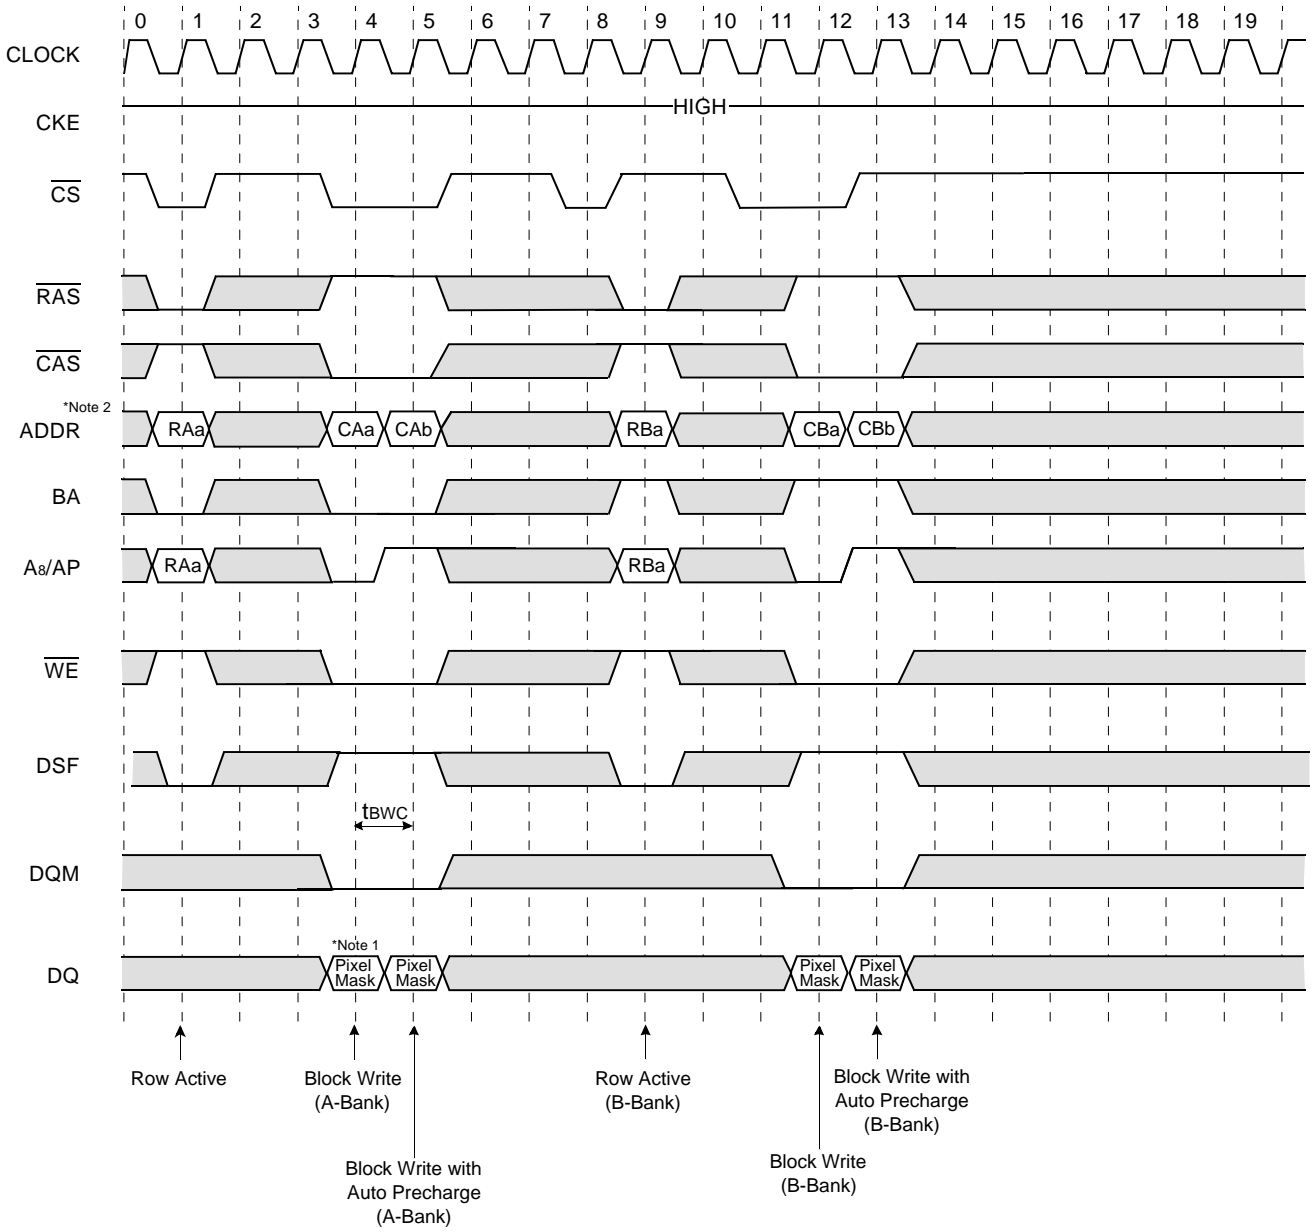 0 1 2 3 4 5 6 7 8 9 10 11 12 13 14 15 16 17 18 19
CLOCK
CKE
HIGH
CS
RAS
CAS
*Note 2
ADDR RAa CAa CAb RBa CBa CBb
BA
A8/AP RAa RBa
WE
DSF
tBWC
DQM
*Note 1
DQ
Pixel Mask
Pixel Mask
Pixel Mask
Pixel Mask
Row Active
Block Write
(A-Bank)
Row Active
(B-Bank)
Block Write with
Auto Precharge
(B-Bank)
Block Write with
Auto Precharge
(A-Bank)
Block Write
(B-Bank)